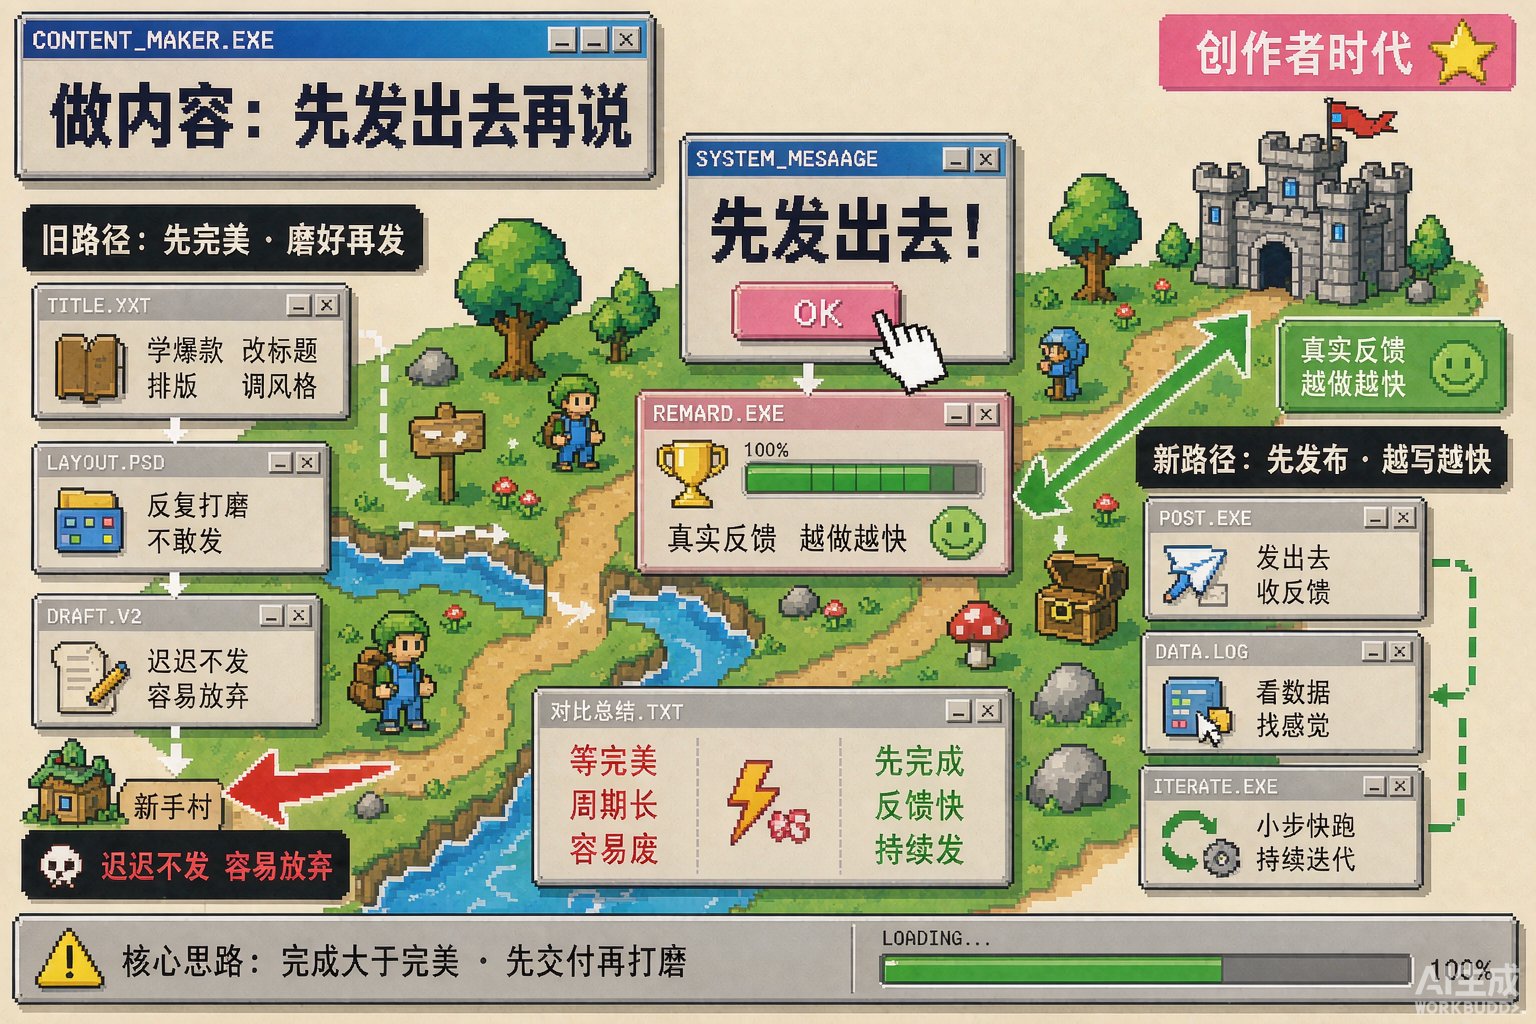 CONTENT_MAKER.EXE
做内容：先发出去再说
创作者时代
SYSTEM_MESAAGE
先发出去！
OK
旧路径：先完美 · 磨好再发
TITLE.XXT
学爆款 改标题
排版 调风格
LAYOUT.PSD
反复打磨
不敢发
DRAFT.V2
迟迟不发
容易放弃
新手村
迟迟不发 容易放弃
REMARD.EXE
100%
真实反馈 越做越快
真实反馈
越做越快
新路径：先发布 · 越写越快
POST.EXE
发出去
收反馈
DATA.LOG
看数据
找感觉
ITERATE.EXE
小步快跑
持续迭代
对比总结.TXT
等完美
周期长
容易废
先完成
反馈快
持续发
核心思路：完成大于完美 · 先交付再打磨
LOADING...
100%
AI生成